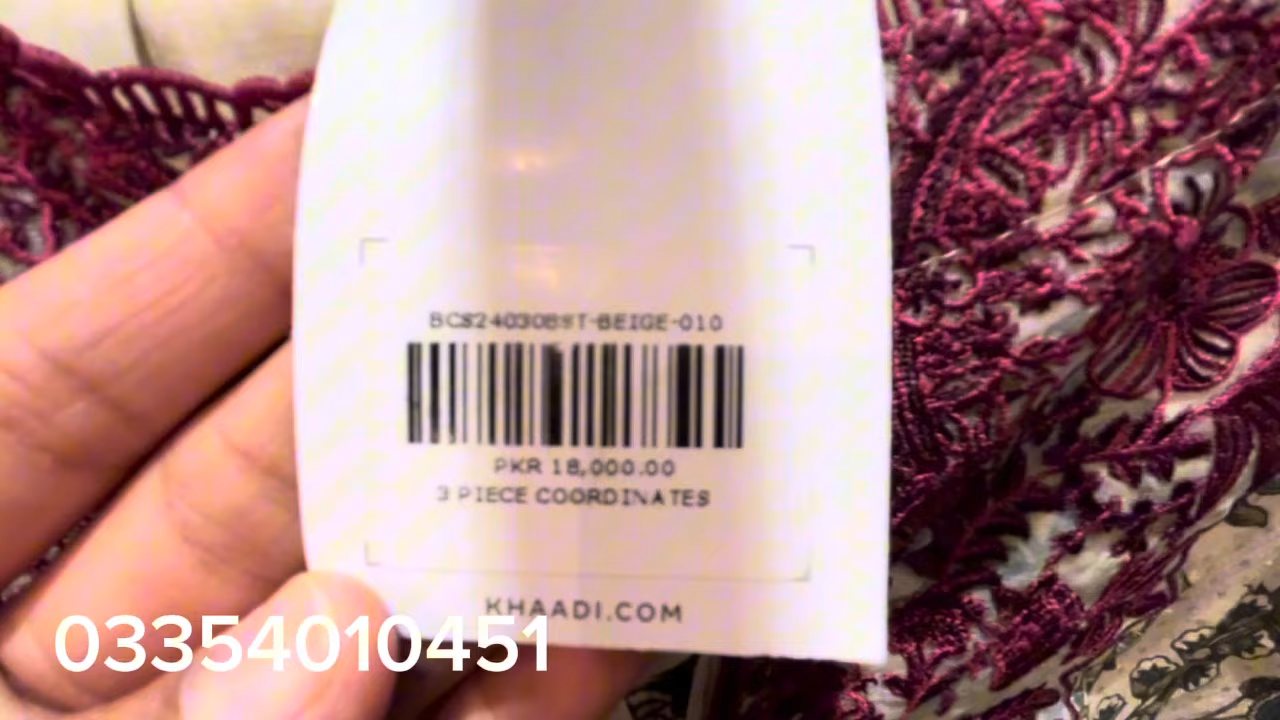 BCS24030BST-BEIGE-010
PKR 18,000.00
3 PIECE COORDINATES
KHAADI.COM
03354010451